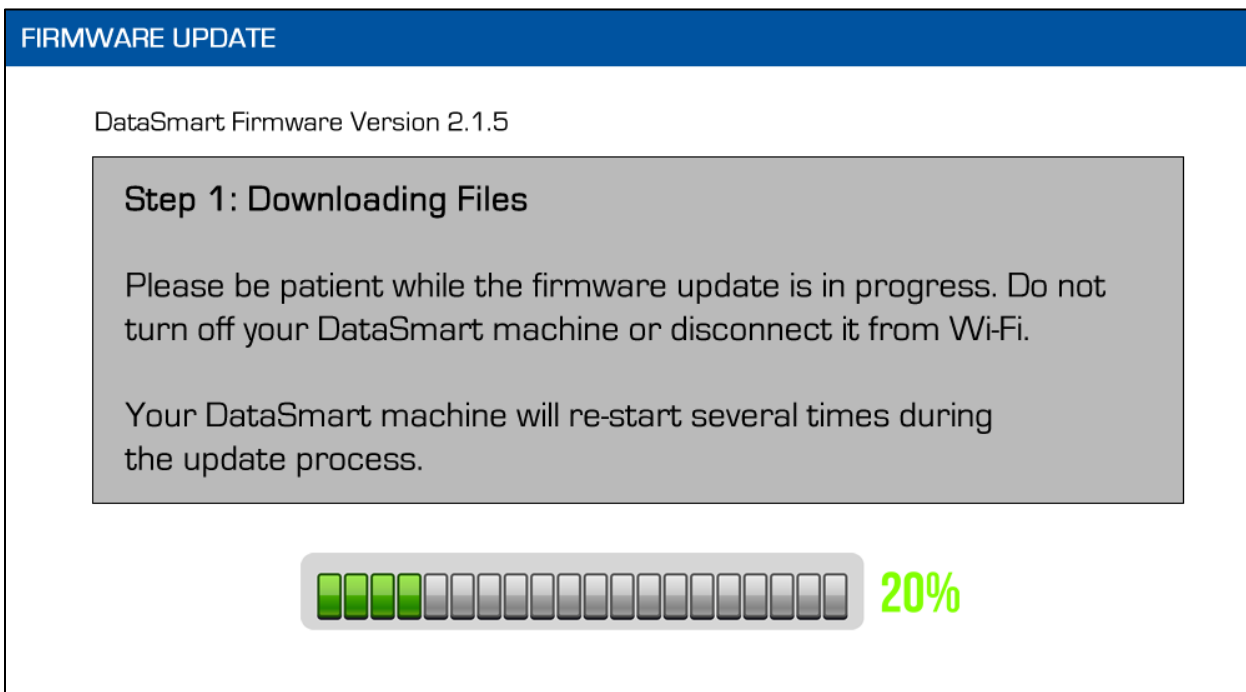 FIRMWARE UPDATE
DataSmart Firmware Version 2.1.5
Step 1: Downloading Files
Please be patient while the firmware update is in progress. Do not
turn off your DataSmart machine or disconnect it from Wi-Fi.
Your DataSmart machine will re-start several times during
the update process.
20%